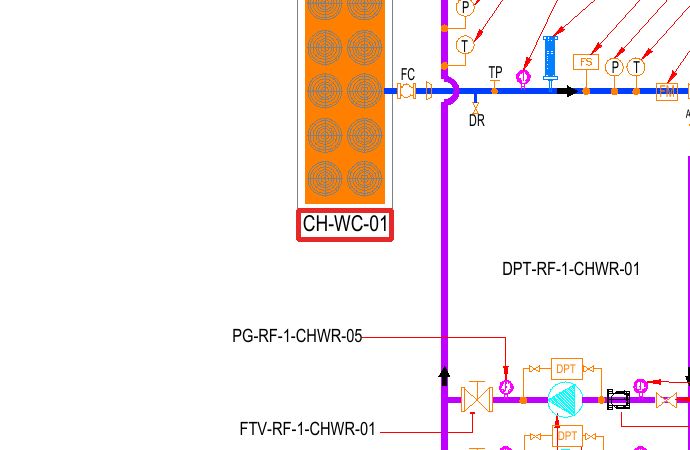 P
T
FC
TP
FS
P
T
FM
DR
A
CH-WC-01
DPT-RF-1-CHWR-01
PG-RF-1-CHWR-05
DPT
FTV-RF-1-CHWR-01
DPT